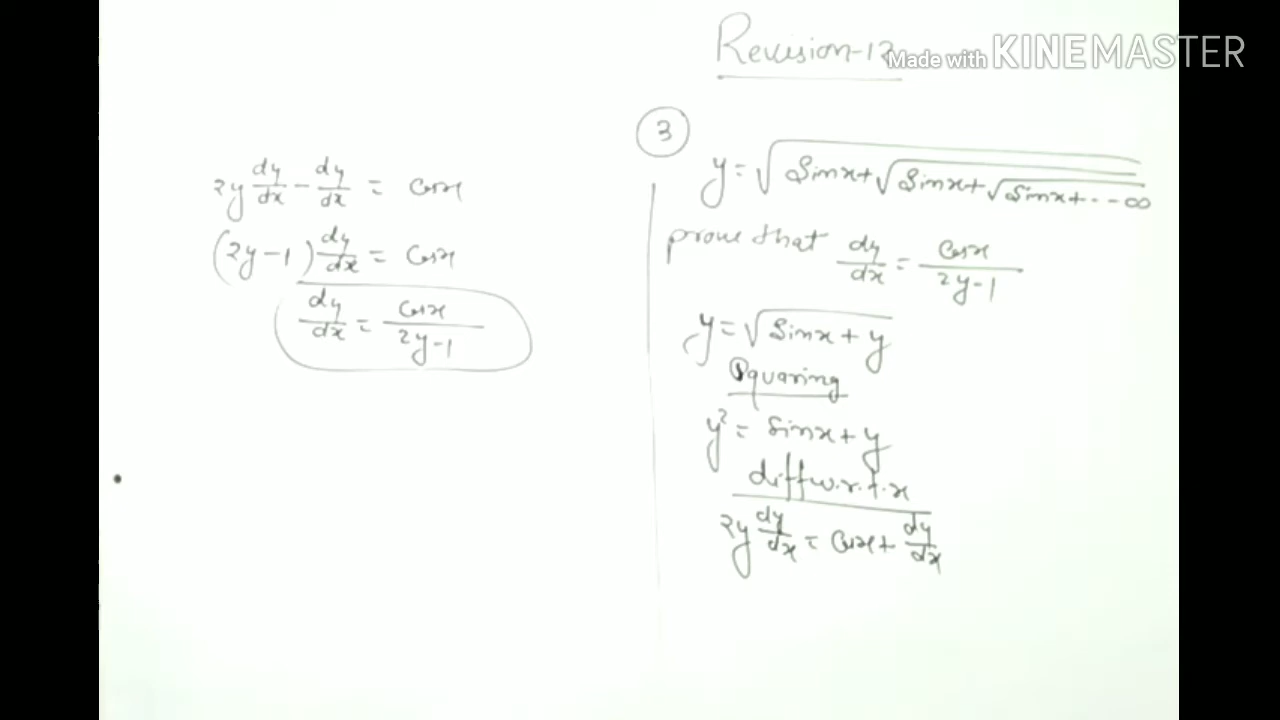 Revision-12
Made with KINEMASTER
3
y = √(Sinx + √(Sinx + √(Sinx + --∞
prove that dy/dx = Cosx/(2y-1)
y = √(Sinx + y)
Squaring
y² = Sinx + y
diff w.r.t.x
2y dy/dx = Cosx + dy/dx
2y dy/dx - dy/dx = Cosx
(2y-1) dy/dx = Cosx
dy/dx = Cosx/(2y-1)